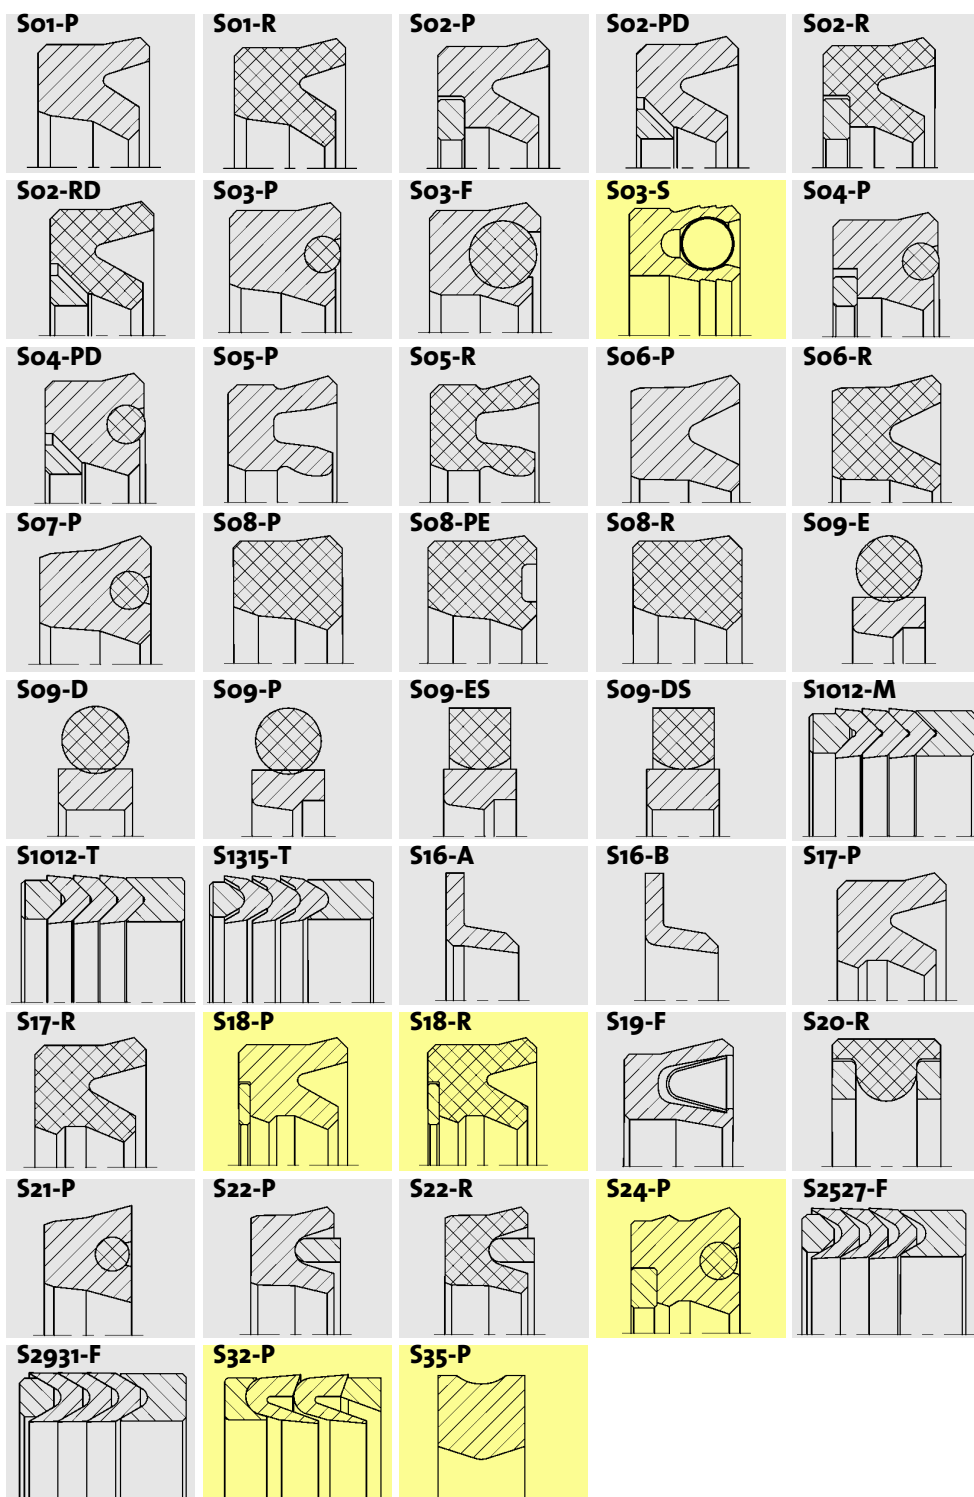 S01-P S01-R S02-P S02-PD S02-R
S02-RD S03-P S03-F S03-S S04-P
S04-PD S05-P S05-R S06-P S06-R
S07-P S08-P S08-PE S08-R S09-E
S09-D S09-P S09-ES S09-DS S1012-M
S1012-T S1315-T S16-A S16-B S17-P
S17-R S18-P S18-R S19-F S20-R
S21-P S22-P S22-R S24-P S2527-F
S2931-F S32-P S35-P